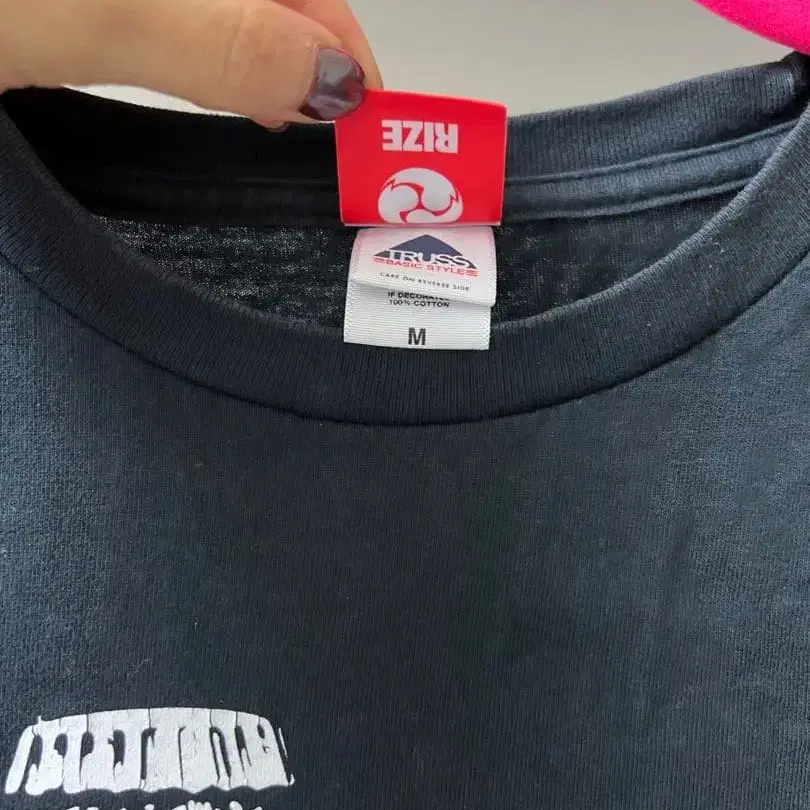 RIZE
TRUSS
BASIC STYLE
CARE ON REVERSE SIDE
IF DECORATED
100% COTTON
M